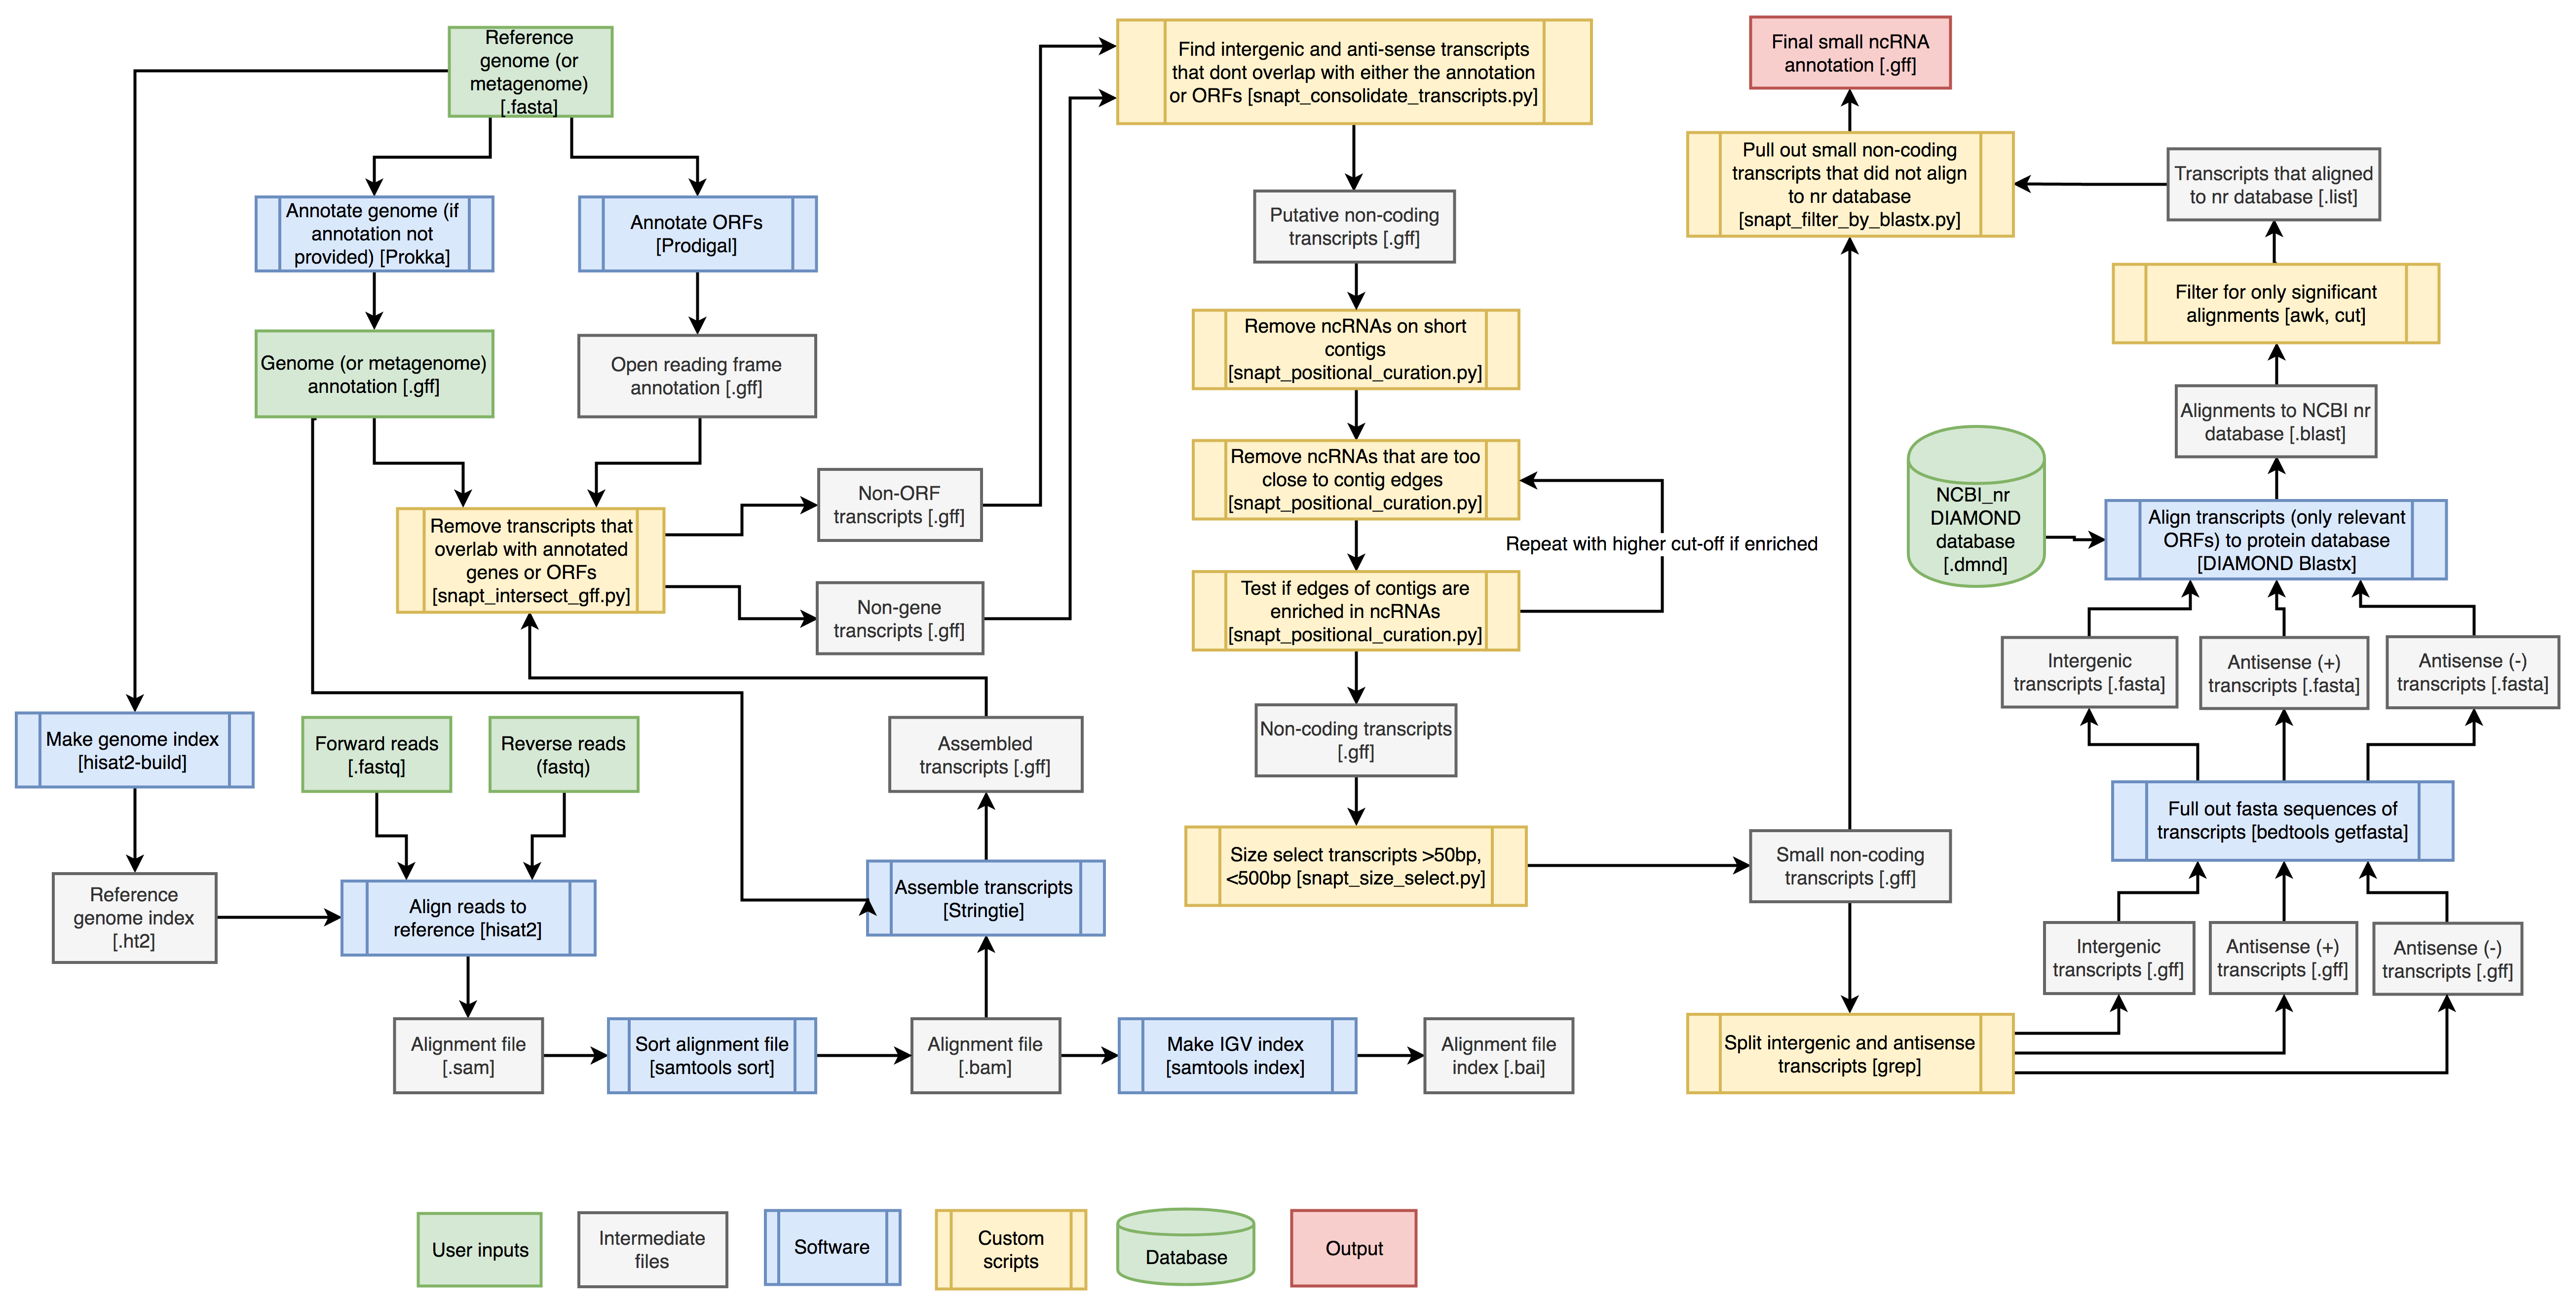 Reference
genome (or
metagenome)
[.fasta]
Annotate genome (if
annotation not
provided) [Prokka]
Annotate ORFs
[Prodigal]
Genome (or metagenome)
annotation [.gff]
Open reading frame
annotation [.gff]
Remove transcripts that
overlab with annotated
genes or ORFs
[snapt_intersect_gff.py]
Non-ORF
transcripts [.gff]
Non-gene
transcripts [.gff]
Make genome index
[hisat2-build]
Forward reads
[.fastq]
Reverse reads
(fastq)
Assembled
transcripts [.gff]
Reference
genome index
[.ht2]
Align reads to
reference [hisat2]
Assemble transcripts
[Stringtie]
Alignment file
[.sam]
Sort alignment file
[samtools sort]
Alignment file
[.bam]
Make IGV index
[samtools index]
Alignment file
index [.bai]
Find intergenic and anti-sense transcripts
that dont overlap with either the annotation
or ORFs [snapt_consolidate_transcripts.py]
Putative non-coding
transcripts [.gff]
Remove ncRNAs on short
contigs
[snapt_positional_curation.py]
Remove ncRNAs that are too
close to contig edges
[snapt_positional_curation.py]
Repeat with higher cut-off if enriched
Test if edges of contigs are
enriched in ncRNAs
[snapt_positional_curation.py]
Non-coding transcripts
[.gff]
Size select transcripts >50bp,
<500bp [snapt_size_select.py]
Small non-coding
transcripts [.gff]
Final small ncRNA
annotation [.gff]
Pull out small non-coding
transcripts that did not align
to nr database
[snapt_filter_by_blastx.py]
Transcripts that aligned
to nr database [.list]
Filter for only significant
alignments [awk, cut]
Alignments to NCBI nr
database [.blast]
NCBI_nr
DIAMOND
database
[.dmnd]
Align transcripts (only relevant
ORFs) to protein database
[DIAMOND Blastx]
Intergenic
transcripts [.fasta]
Antisense (+)
transcripts [.fasta]
Antisense (-)
transcripts [.fasta]
Full out fasta sequences of
transcripts [bedtools getfasta]
Intergenic
transcripts [.gff]
Antisense (+)
transcripts [.gff]
Antisense (-)
transcripts [.gff]
Split intergenic and antisense
transcripts [grep]
User inputs
Intermediate
files
Software
Custom
scripts
Database
Output